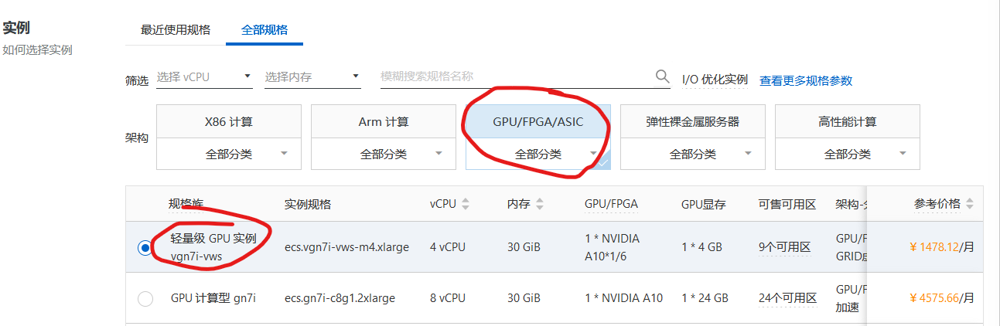 实例
如何选择实例
最近使用规格
全部规格
筛选
选择 vCPU
选择内存
模糊搜索规格名称
I/O 优化实例
查看更多规格参数
架构
X86 计算
全部分类
Arm 计算
全部分类
GPU/FPGA/ASIC
全部分类
弹性裸金属服务器
全部分类
高性能计算
全部分类
规格族 实例规格 vCPU 内存 GPU/FPGA GPU显存 可售可用区 架构- 参考价格
轻量级 GPU 实例
vgn7i-vws
ecs.vgn7i-vws-m4.xlarge
4 vCPU
30 GiB
1 * NVIDIA
A10*1/6
1 * 4 GB
9个可用区
GPU/F
GRID
¥ 1478.12/月
GPU 计算型 gn7i
ecs.gn7i-c8g1.2xlarge
8 vCPU
30 GiB
1 * NVIDIA A10
1 * 24 GB
24个可用区
GPU/F
加速
¥ 4575.66/月